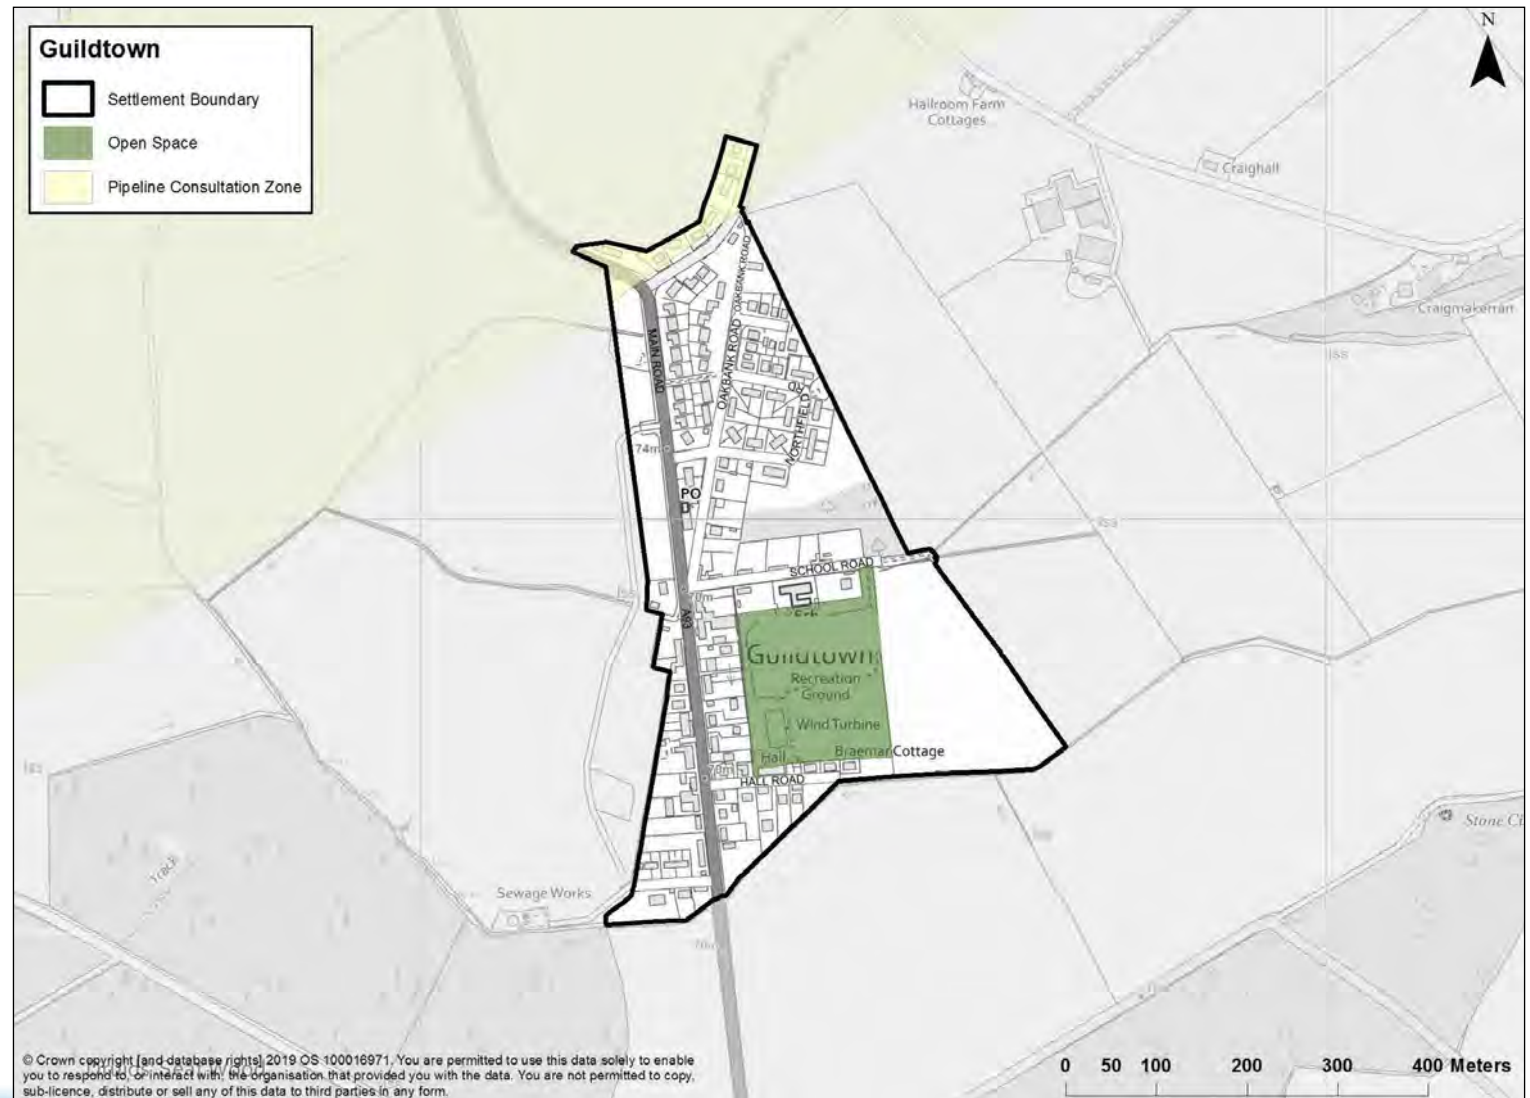 Guildtown
Settlement Boundary
Open Space
Pipeline Consultation Zone
N
Hallroom Farm
Cottages
Craighall
Craigmakerran
OAKBANK ROAD
MAIN ROAD
OAKBANK ROAD
NORTHFIELD
74m
PO
SCHOOL ROAD
A93
Guildtown
Recreation
Ground
Wind Turbine
Hall
Braemar Cottage
70m
HALL ROAD
Track
Sewage Works
Stone Ci
© Crown copyright [and database rights] 2019 OS 100016971. You are permitted to use this data solely to enable
you to respond to, or interact with, the organisation that provided you with the data. You are not permitted to copy,
sub-licence, distribute or sell any of this data to third parties in any form.
0 50 100 200 300 400 Meters